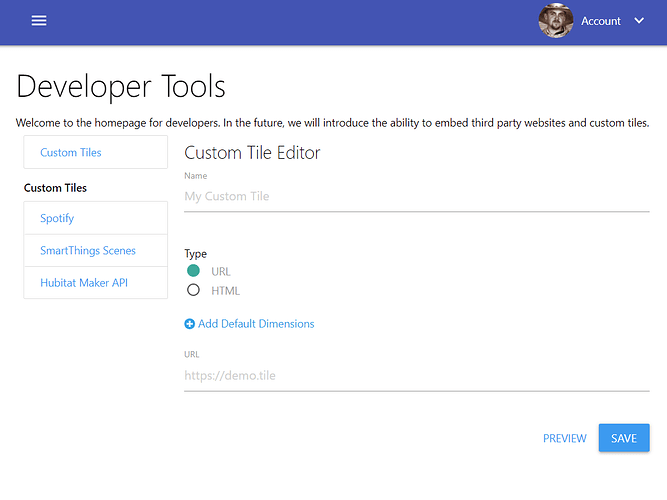 Account
Developer Tools
Welcome to the homepage for developers. In the future, we will introduce the ability to embed third party websites and custom tiles.
Custom Tiles
Custom Tiles
Spotify
SmartThings Scenes
Hubitat Maker API
Custom Tile Editor
Name
My Custom Tile
Type
URL
HTML
Add Default Dimensions
URL
https://demo.tile
PREVIEW
SAVE